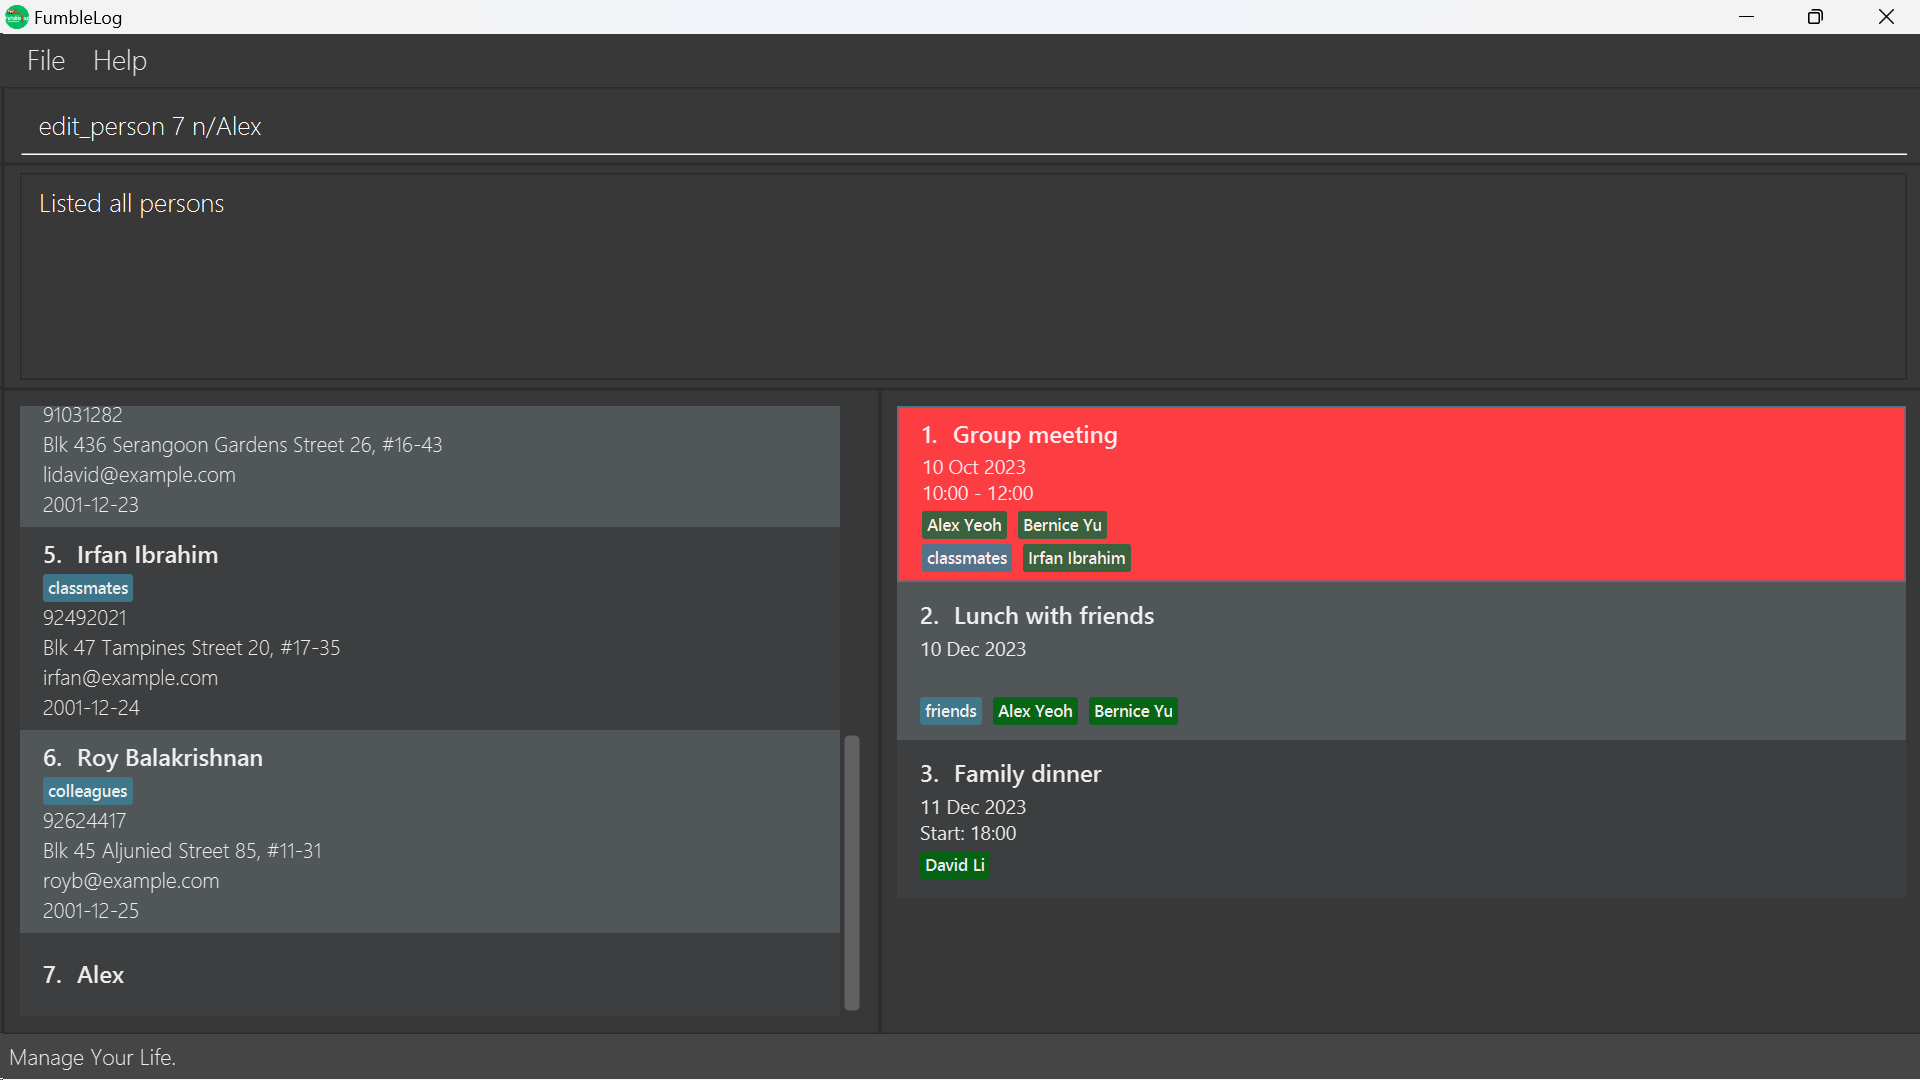 FumbleLog
File Help
edit_person 7 n/Alex
Listed all persons
91031282
Blk 436 Serangoon Gardens Street 26, #16-43
lidavid@example.com
2001-12-23
5. Irfan Ibrahim
classmates
92492021
Blk 47 Tampines Street 20, #17-35
irfan@example.com
2001-12-24
6. Roy Balakrishnan
colleagues
92624417
Blk 45 Aljunied Street 85, #11-31
royb@example.com
2001-12-25
7. Alex
1. Group meeting
10 Oct 2023
10:00 - 12:00
Alex Yeoh Bernice Yu
classmates Irfan Ibrahim
2. Lunch with friends
10 Dec 2023
friends Alex Yeoh Bernice Yu
3. Family dinner
11 Dec 2023
Start: 18:00
David Li
Manage Your Life.